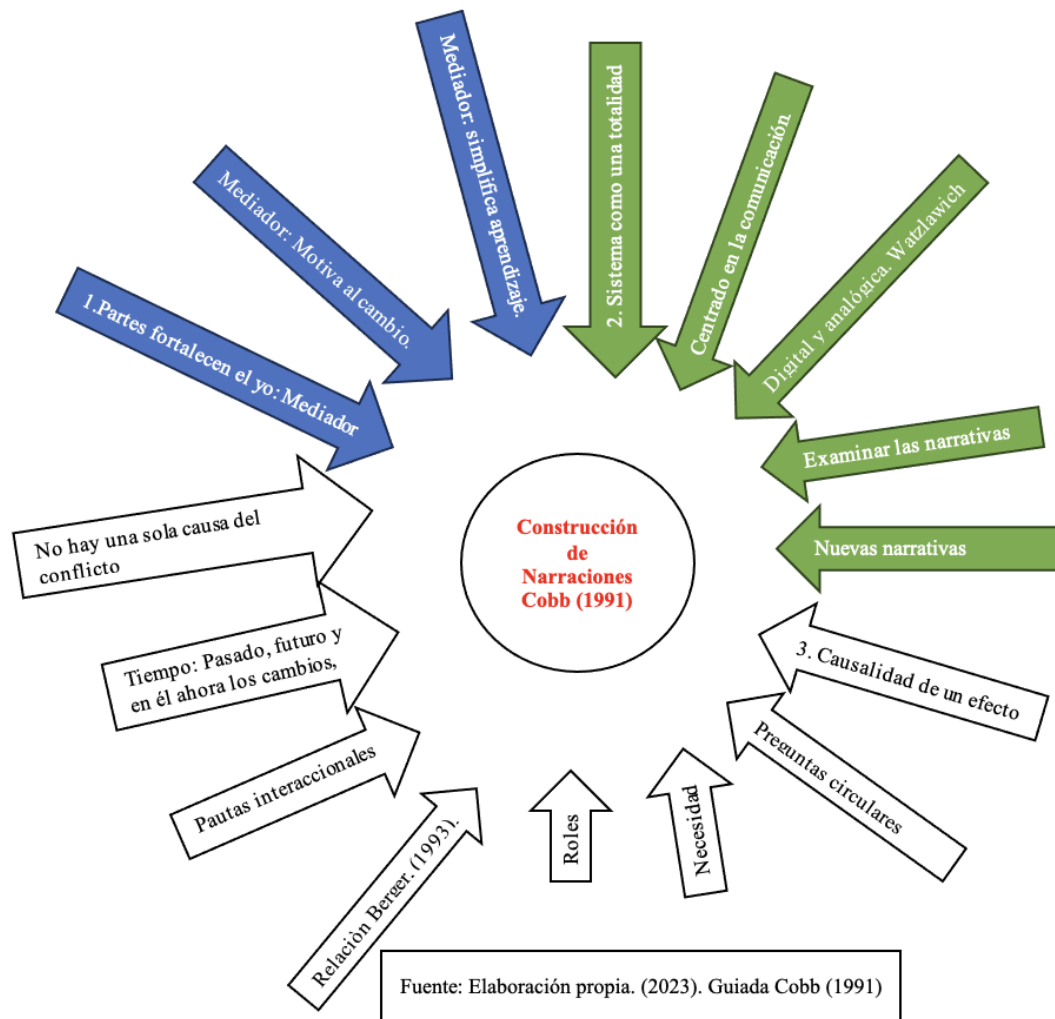 1.Partes fortalecen el yo: Mediador
Mediador: Motiva al cambio.
Mediador: simplifica aprendizaje.
2. Sistema como una totalidad
Centrado en la comunicación.
Digital y analógica. Watzlawich
Examinar las narrativas
Nuevas narrativas
3. Causalidad de un efecto
Preguntas circulares
Necesidad
Roles
Relaciòn Berger. (1993).
Pautas interaccionales
Tiempo: Pasado, futuro y
en él ahora los cambios,
No hay una sola causa del
conflicto
Construcción
de
Narraciones
Cobb (1991)
Fuente: Elaboración propia. (2023). Guiada Cobb (1991)